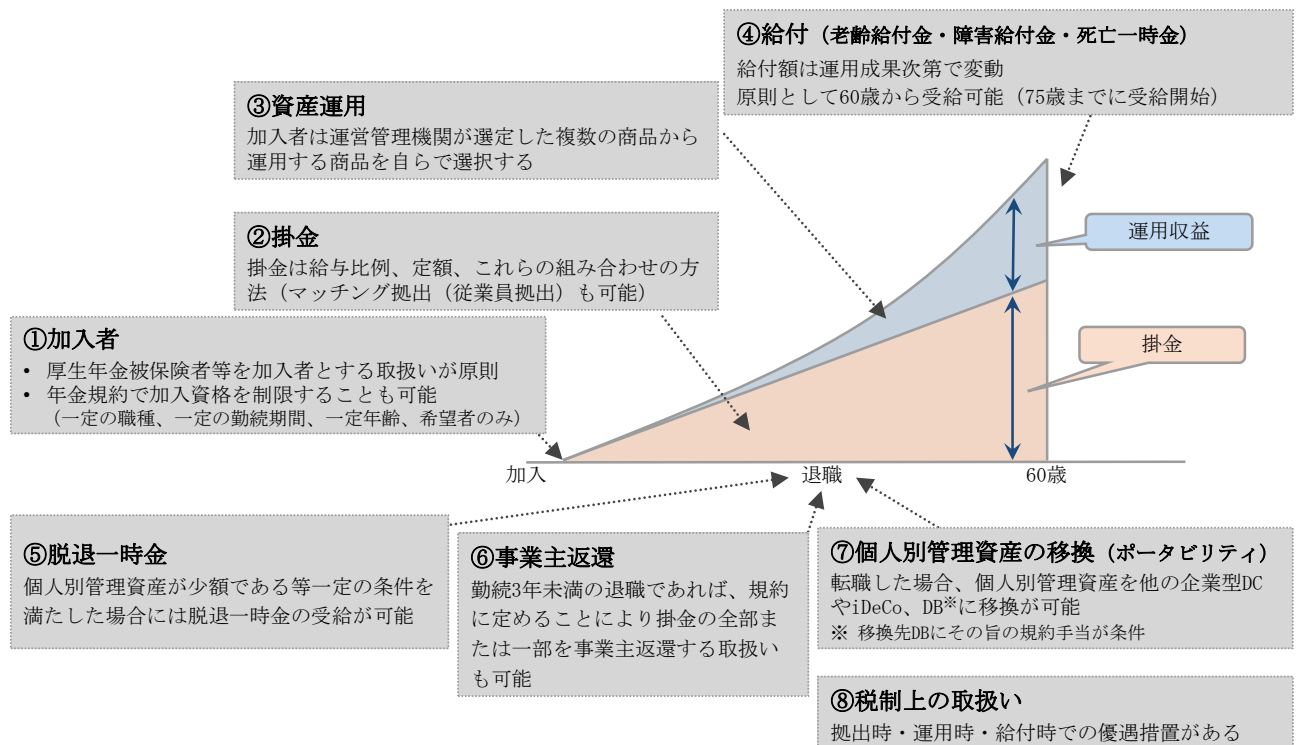 ④給付（老齢給付金・障害給付金・死亡一時金）
給付額は運用成果次第で変動
原則として60歳から受給可能（75歳までに受給開始）
③資産運用
加入者は運営管理機関が選定した複数の商品から
運用する商品を自らで選択する
②掛金
掛金は給与比例、定額、これらの組み合わせの方
法（マッチング拠出（従業員拠出）も可能）
①加入者
• 厚生年金被保険者等を加入者とする取扱いが原則
• 年金規約で加入資格を制限することも可能
（一定の職種、一定の勤続期間、一定年齢、希望者のみ）
運用収益
掛金
加入
退職
60歳
⑤脱退一時金
個人別管理資産が少額である等一定の条件を
満たした場合には脱退一時金の受給が可能
⑥事業主返還
勤続3年未満の退職であれば、規約
に定めることにより掛金の全部ま
たは一部を事業主返還する取扱い
も可能
⑦個人別管理資産の移換（ポータビリティ）
転職した場合、個人別管理資産を他の企業型DC
やiDeCo、DB※に移換が可能
※ 移換先DBにその旨の規約手当が条件
⑧税制上の取扱い
拠出時・運用時・給付時での優遇措置がある